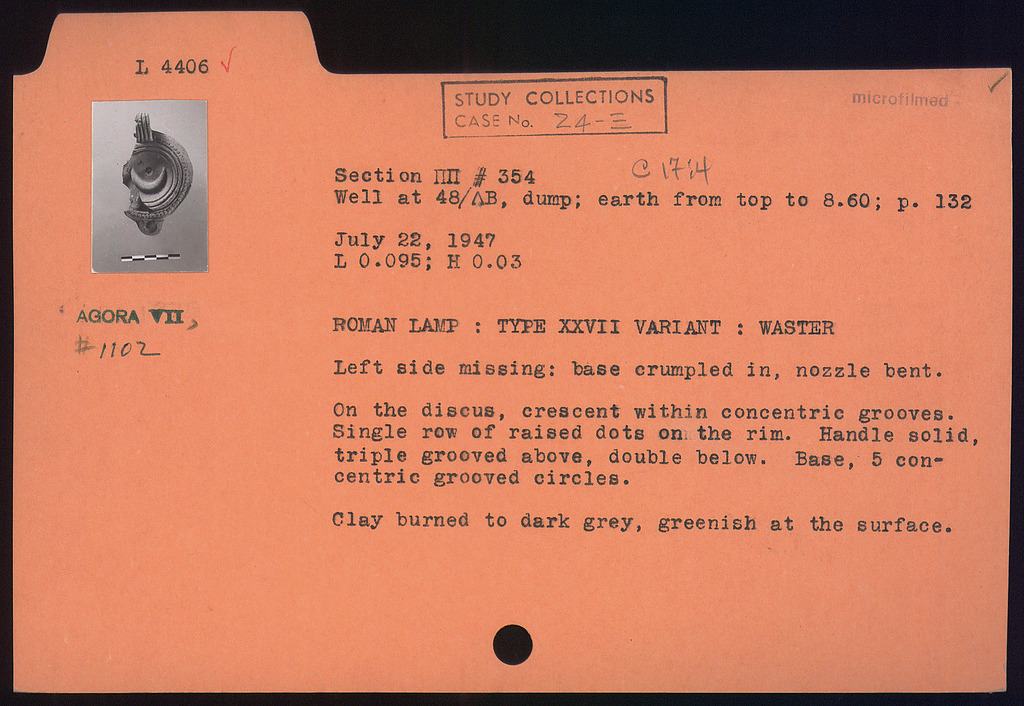 L 4406 ✓
STUDY COLLECTIONS
CASE No. Z4-Ξ
microfilmed ✓
C 17:4
Section ΠΠ # 354
Well at 48/ΔB, dump; earth from top to 8.60; p. 132
July 22, 1947
L 0.095; H 0.03
AGORA VII,
#1102
ROMAN LAMP : TYPE XXVII VARIANT : WASTER
Left side missing: base crumpled in, nozzle bent.
On the discus, crescent within concentric grooves.
Single row of raised dots on the rim. Handle solid,
triple grooved above, double below. Base, 5 con-
centric grooved circles.
Clay burned to dark grey, greenish at the surface.